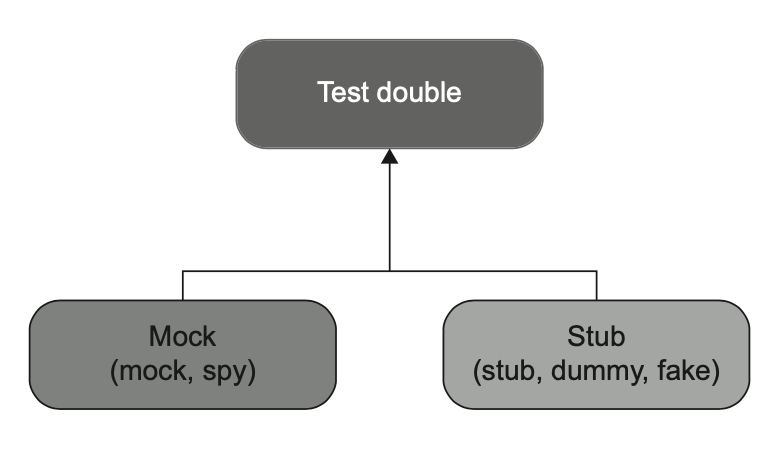 Test double
Mock
(mock, spy)
Stub
(stub, dummy, fake)